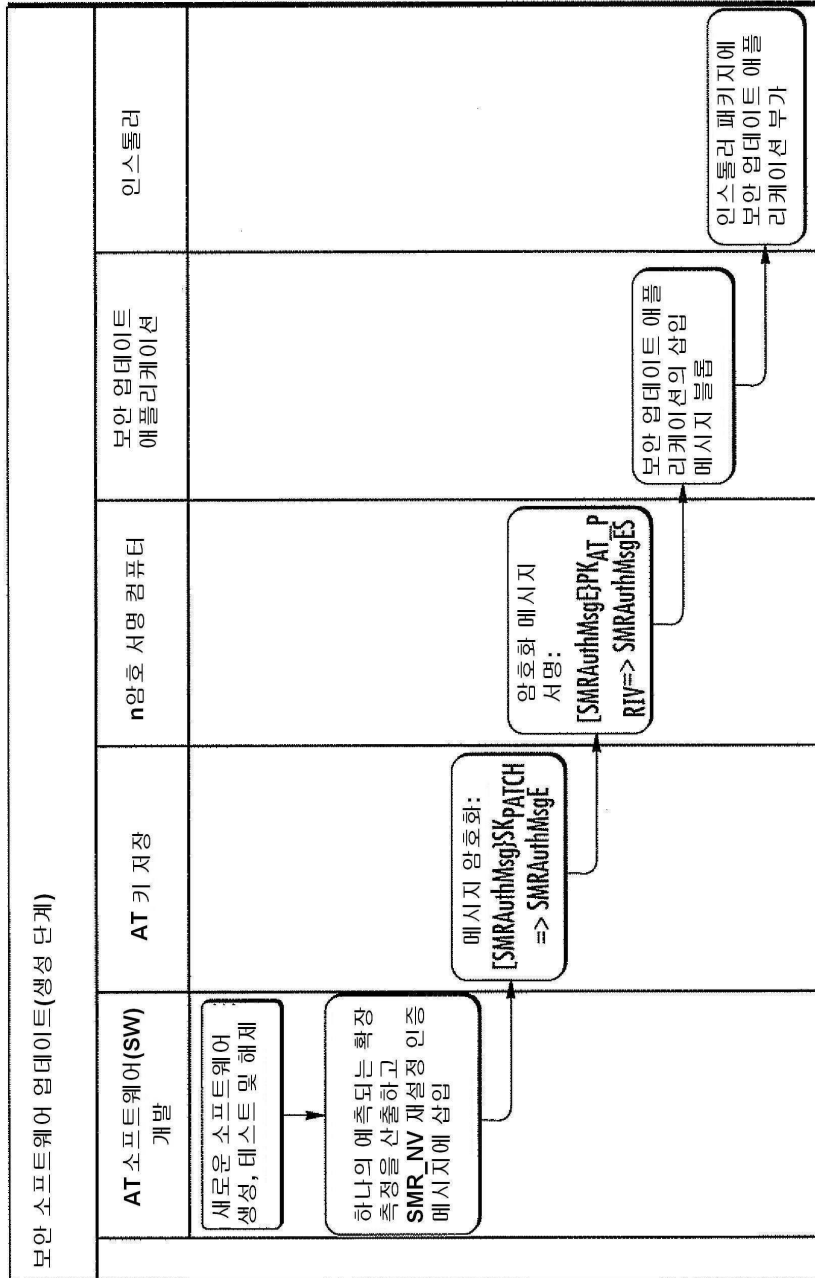 보안 소프트웨어 업데이트(생성 단계)
AT 소프트웨어(SW)
개발
AT 키 저장
n암호 서명 컴퓨터
보안 업데이트
애플리케이션
인스톨러
새로운 소프트웨어
생성, 테스트 및 해제
하나의 예측되는 확장
측정을 산출하고
SMR_NV 재설정 인증
메시지에 삽입
메시지 암호화:
[SMRAuthMsg}SKPATCH
=> SMRAuthMsgE
암호화 메시지
서명:
[SMRAuthMsgE}PKAT_P
RIV=> SMRAuthMsgES
보안 업데이트 애플
리케이션의 삽입
메시지 블롭
인스톨러 패키지에
보안 업데이트 애플
리케이션 부가